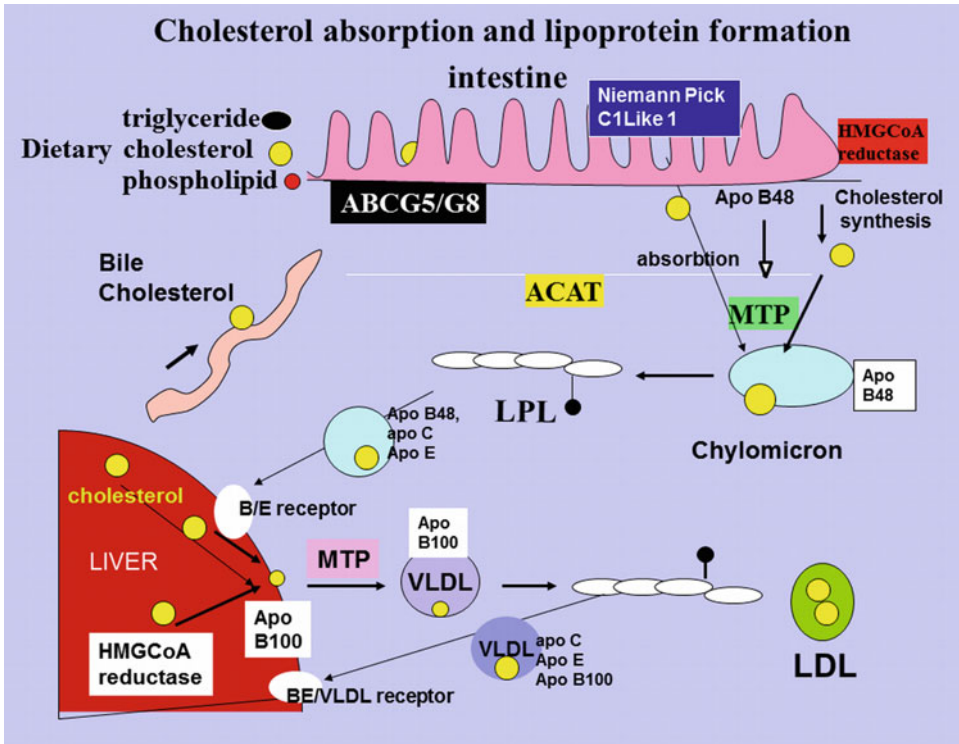 Cholesterol absorption and lipoprotein formation
intestine
Niemann Pick
C1Like 1
triglyceride
Dietary cholesterol
phospholipid
HMGCoA
reductase
ABCG5/G8
Apo B48
Cholesterol
synthesis
absorbtion
Bile
Cholesterol
ACAT
MTP
Apo
B48
LPL
Chylomicron
Apo B48,
apo C
Apo E
cholesterol
B/E receptor
LIVER
Apo
B100
MTP
VLDL
Apo
B100
HMGCoA
reductase
VLDL
apo C
Apo E
Apo B100
LDL
BE/VLDL receptor